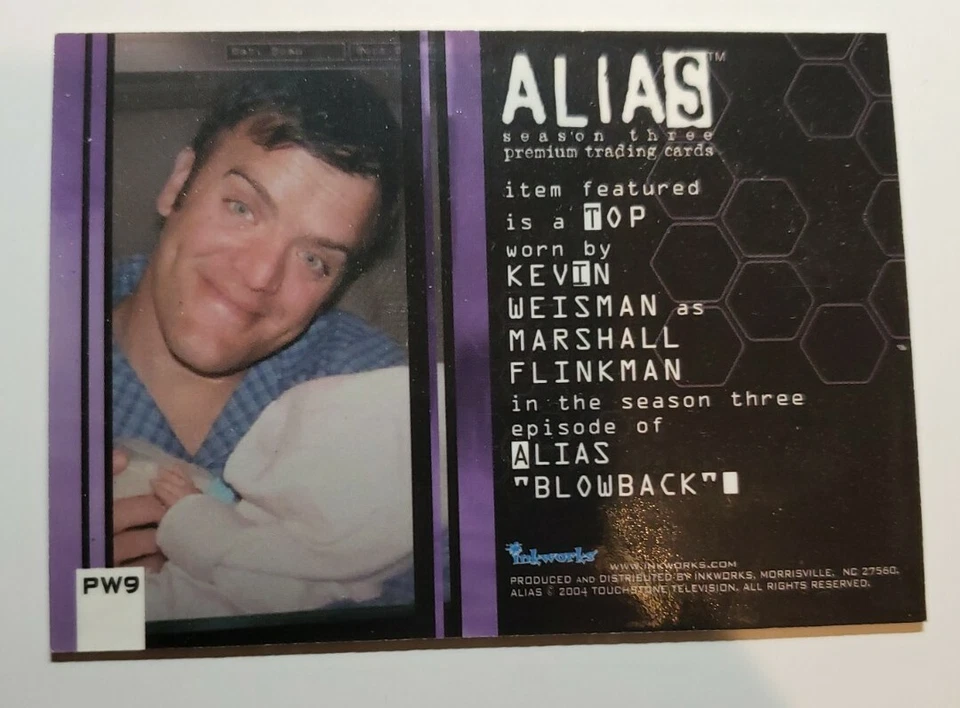 ALIAS™
season three
premium trading cards
item featured
is a TOP
worn by
KEVIN
WEISMAN as
MARSHALL
FLINKMAN
in the season three
episode of
ALIAS
"BLOWBACK"
inkworks
WWW.INKWORKS.COM
PRODUCED AND DISTRIBUTED BY INKWORKS, MORRISVILLE, NC 27560.
ALIAS © 2004 TOUCHSTONE TELEVISION. ALL RIGHTS RESERVED.
PW9